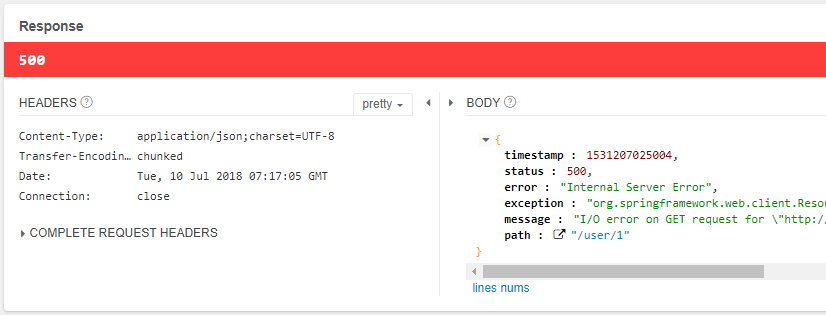 Response
500
HEADERS
pretty
Content-Type: application/json;charset=UTF-8
Transfer-Encodin… chunked
Date: Tue, 10 Jul 2018 07:17:05 GMT
Connection: close
COMPLETE REQUEST HEADERS
BODY
{
timestamp : 1531207025004,
status : 500,
error : "Internal Server Error",
exception : "org.springframework.web.client.Resou
message : "I/O error on GET request for \"http://
path : "/user/1"
}
lines nums